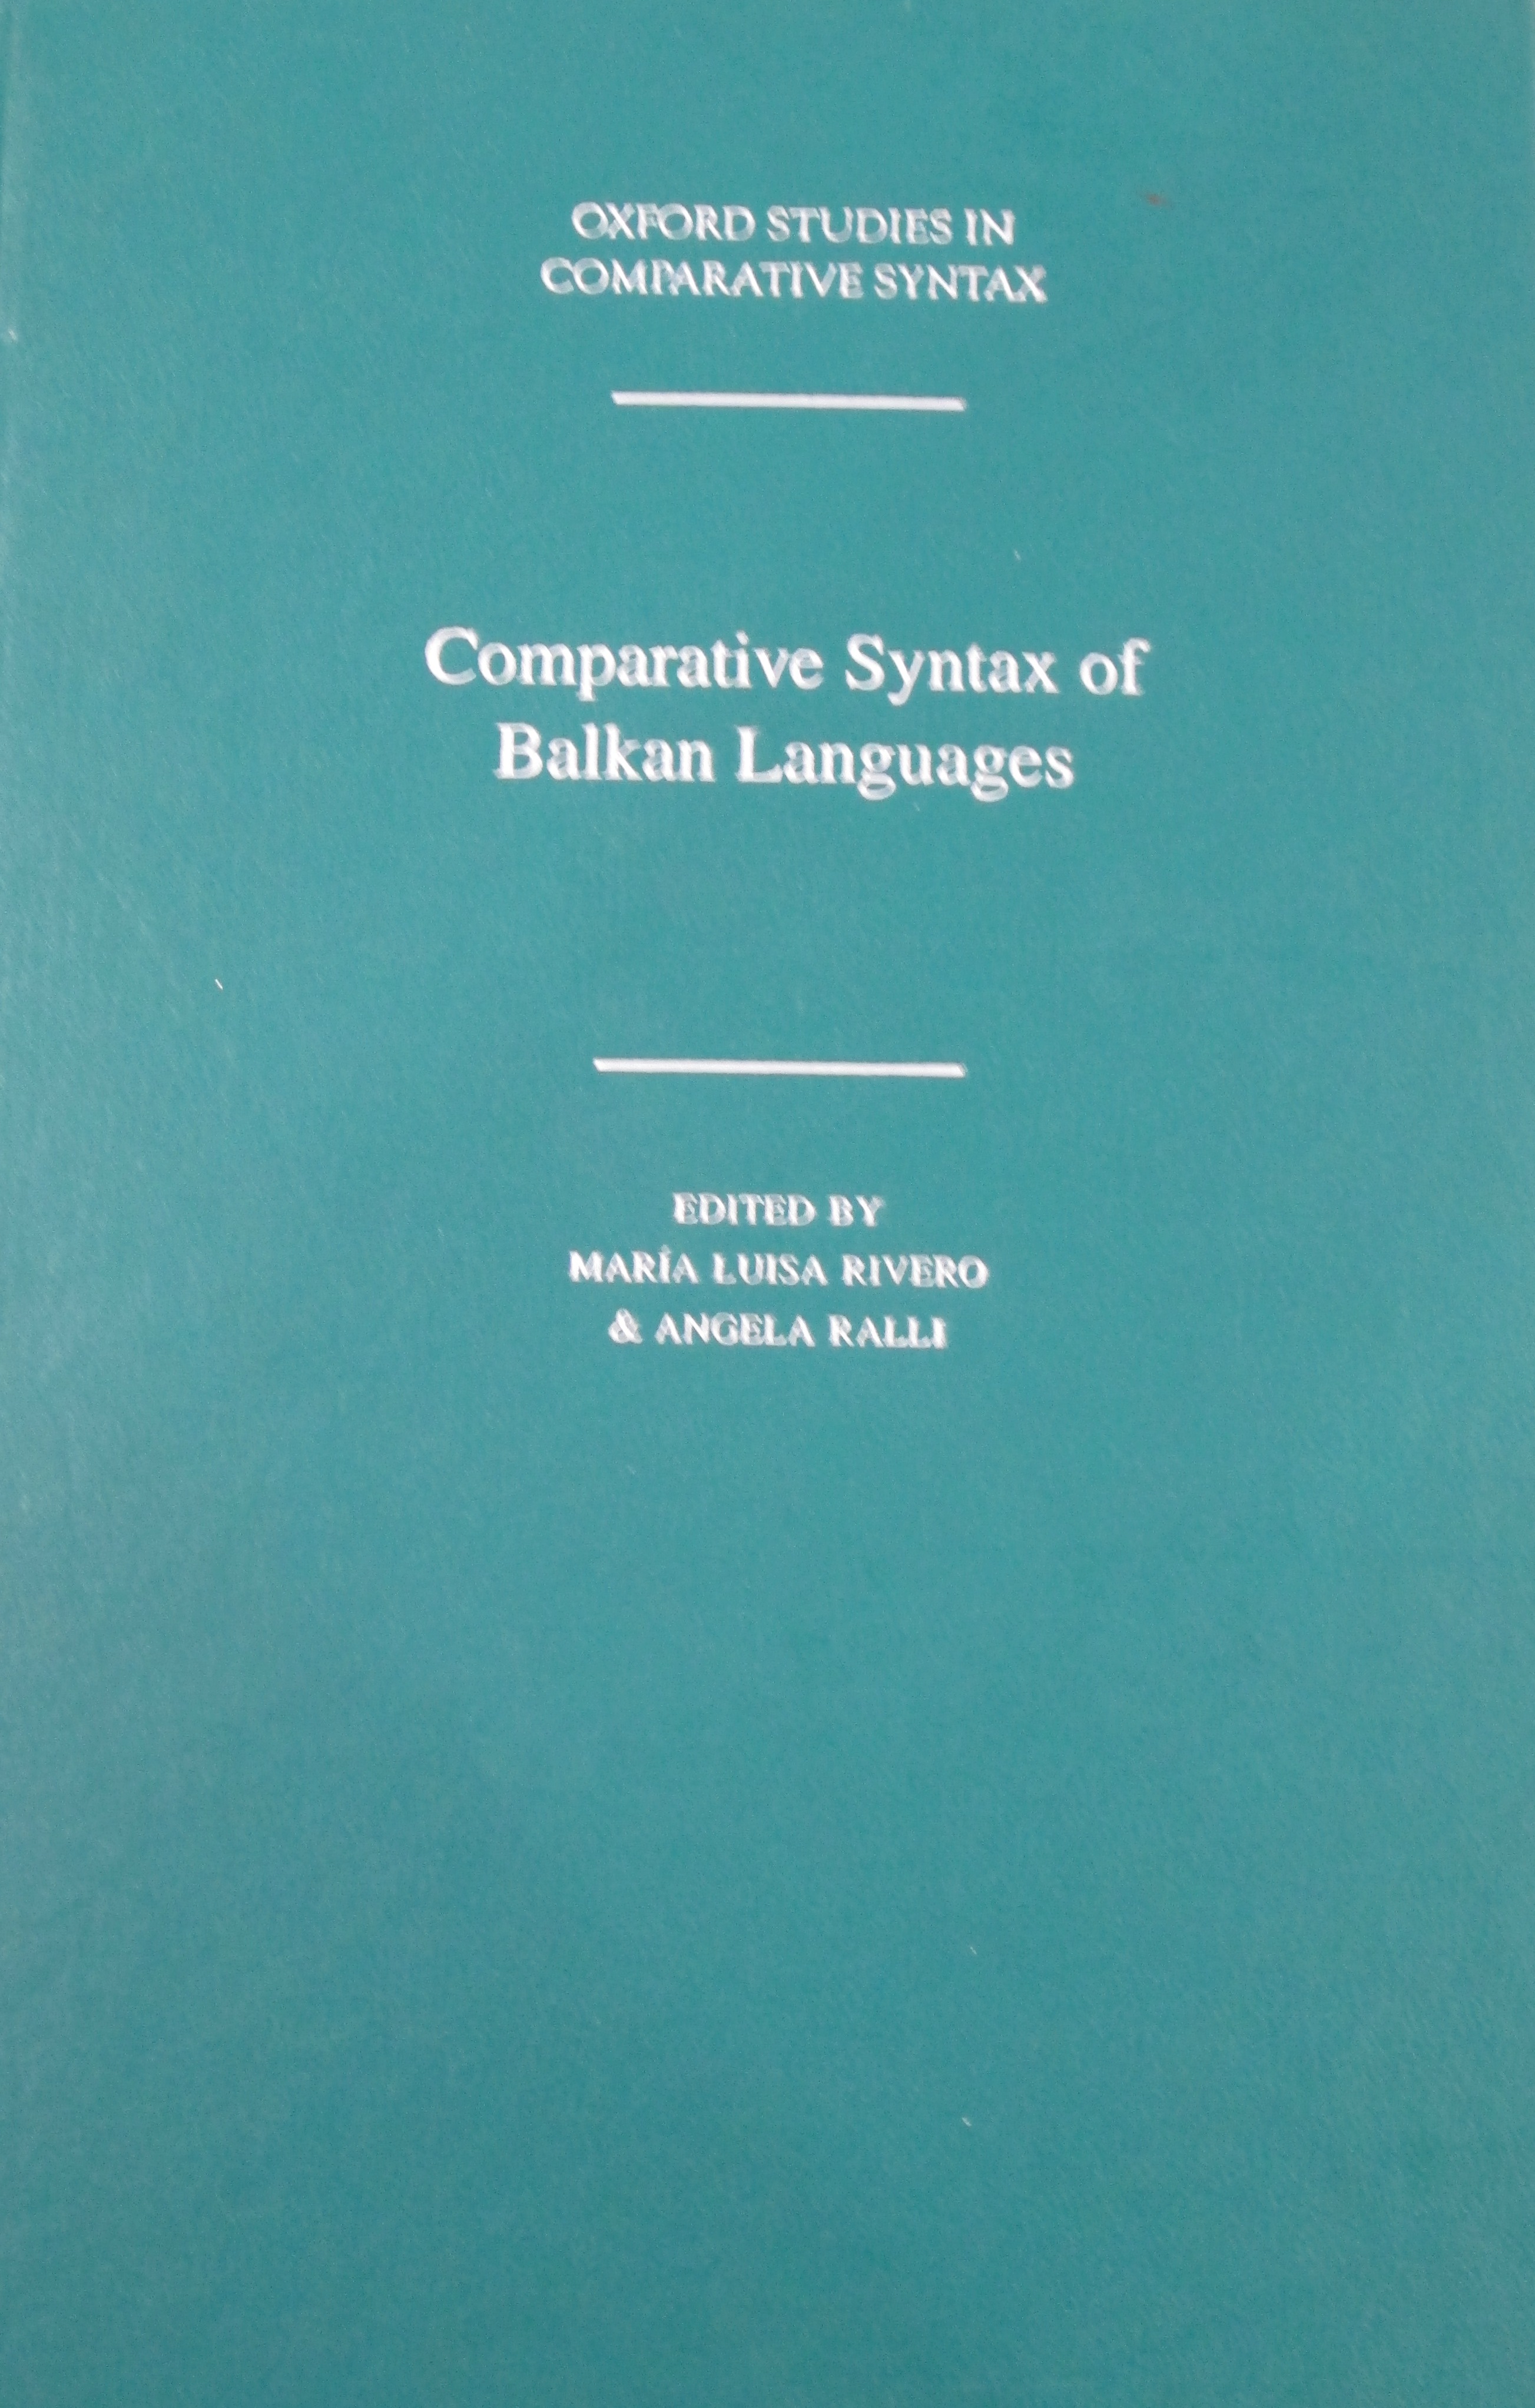 OXFORD STUDIES IN
COMPARATIVE SYNTAX
Comparative Syntax of
Balkan Languages
EDITED BY
MARÍA LUISA RIVERO
& ANGELA RALLI